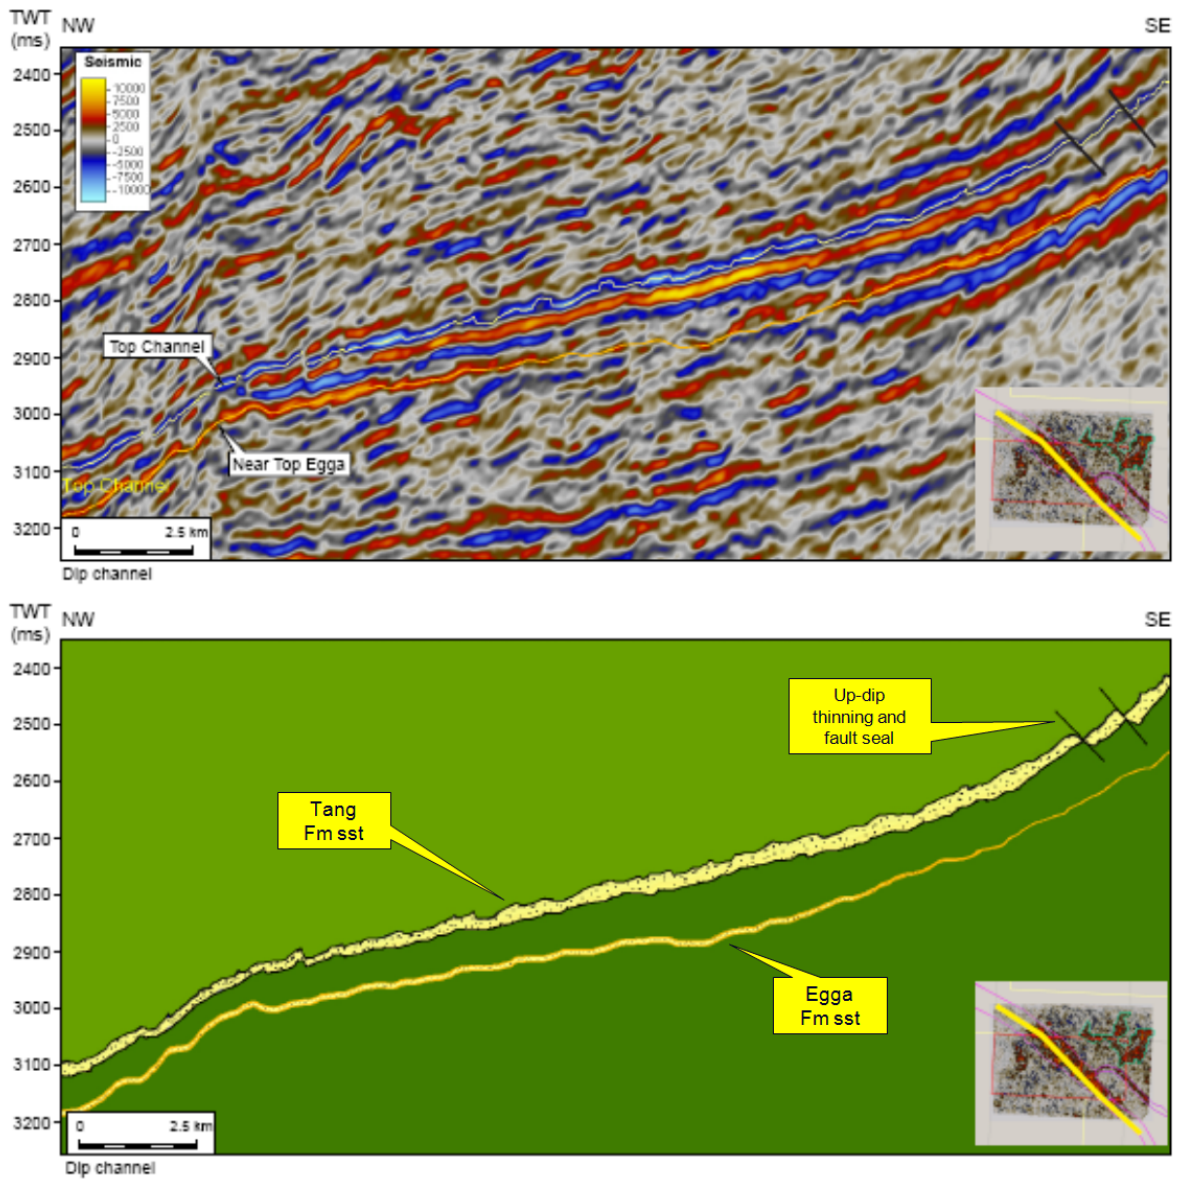 TWT
(ms)
NW
SE
Seismic
10000
7500
5000
2500
0
-2500
-5000
-7500
-10000
2400
2500
2600
2700
2800
2900
3000
3100
3200
Top Channel
Near Top Egga
Top Channel
0 2.5 km
Dip channel
TWT
(ms)
NW
SE
2400
2500
2600
2700
2800
2900
3000
3100
3200
Up-dip
thinning and
fault seal
Tang
Fm sst
Egga
Fm sst
0 2.5 km
Dip channel